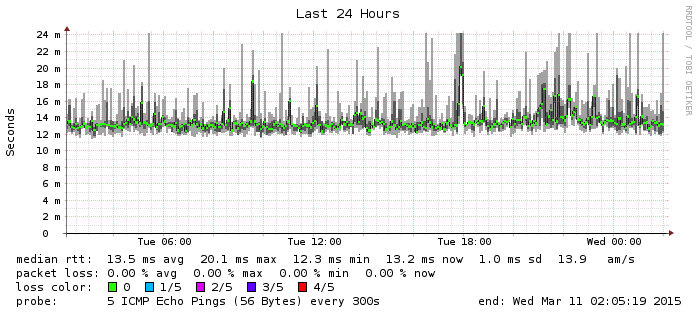 Last 24 Hours
RRDTOOL / TOBI OETIKER
Seconds
24 m
22 m
20 m
18 m
16 m
14 m
12 m
10 m
8 m
6 m
4 m
2 m
0
Tue 06:00 Tue 12:00 Tue 18:00 Wed 00:00
median rtt: 13.5 ms avg 20.1 ms max 12.3 ms min 13.2 ms now 1.0 ms sd 13.9 am/s
packet loss: 0.00 % avg 0.00 % max 0.00 % min 0.00 % now
loss color: 0 1/5 2/5 3/5 4/5
probe: 5 ICMP Echo Pings (56 Bytes) every 300s end: Wed Mar 11 02:05:19 2015